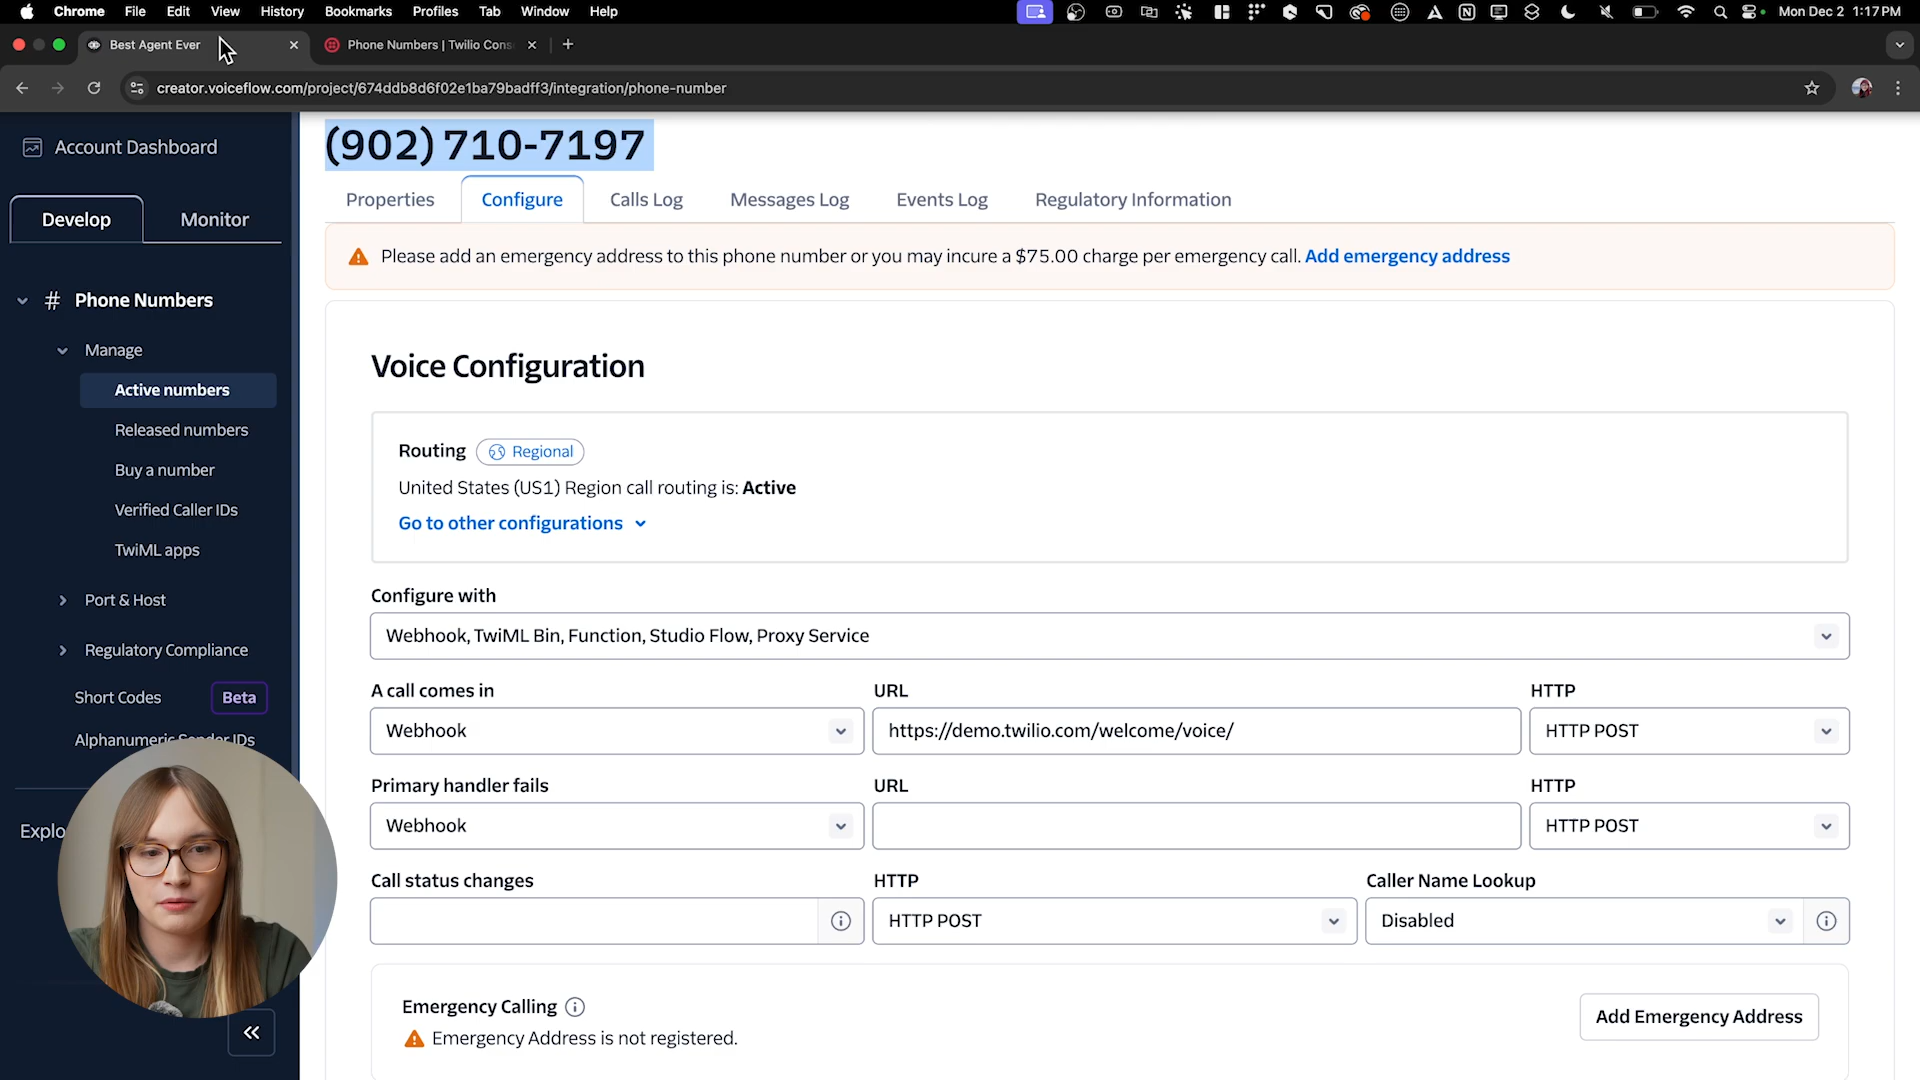 Chrome File Edit View History Bookmarks Profiles Tab Window Help Mon Dec 2 1:17 PM
Best Agent Ever
Phone Numbers | Twilio Cons
creator.voiceflow.com/project/674ddb8d6f02e1ba79badff3/integration/phone-number
Account Dashboard
Develop
Monitor
# Phone Numbers
Manage
Active numbers
Released numbers
Buy a number
Verified Caller IDs
TwiML apps
Port & Host
Regulatory Compliance
Short Codes
Beta
Alphanumeric Sender IDs
Explo
(902) 710-7197
Properties Configure Calls Log Messages Log Events Log Regulatory Information
Please add an emergency address to this phone number or you may incure a $75.00 charge per emergency call. Add emergency address
Voice Configuration
Routing Regional
United States (US1) Region call routing is: Active
Go to other configurations
Configure with
Webhook, TwiML Bin, Function, Studio Flow, Proxy Service
A call comes in URL HTTP
Webhook https://demo.twilio.com/welcome/voice/ HTTP POST
Primary handler fails URL HTTP
Webhook HTTP POST
Call status changes HTTP Caller Name Lookup
HTTP POST Disabled
Emergency Calling
Emergency Address is not registered.
Add Emergency Address